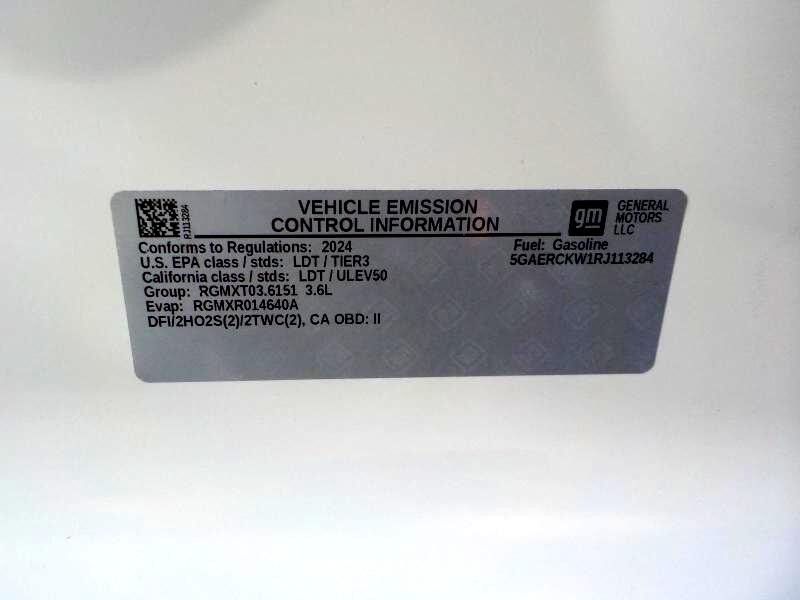 RJ113284
VEHICLE EMISSION
CONTROL INFORMATION
gm
GENERAL
MOTORS
LLC
Conforms to Regulations: 2024
Fuel: Gasoline
U.S. EPA class / stds: LDT / TIER3
5GAERCKW1RJ113284
California class / stds: LDT / ULEV50
Group: RGMXT03.6151 3.6L
Evap: RGMXR014640A
DFI/2HO2S(2)/2TWC(2), CA OBD: II